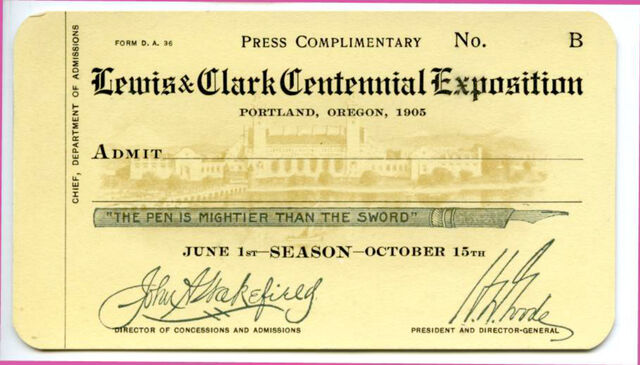 FORM D. A. 36 PRESS COMPLIMENTARY No. B
Lewis & Clark Centennial Exposition
PORTLAND, OREGON, 1905
CHIEF, DEPARTMENT OF ADMISSIONS
ADMIT
"THE PEN IS MIGHTIER THAN THE SWORD"
JUNE 1ST—SEASON—OCTOBER 15TH
John A Wakefield
DIRECTOR OF CONCESSIONS AND ADMISSIONS
PRESIDENT AND DIRECTOR-GENERAL